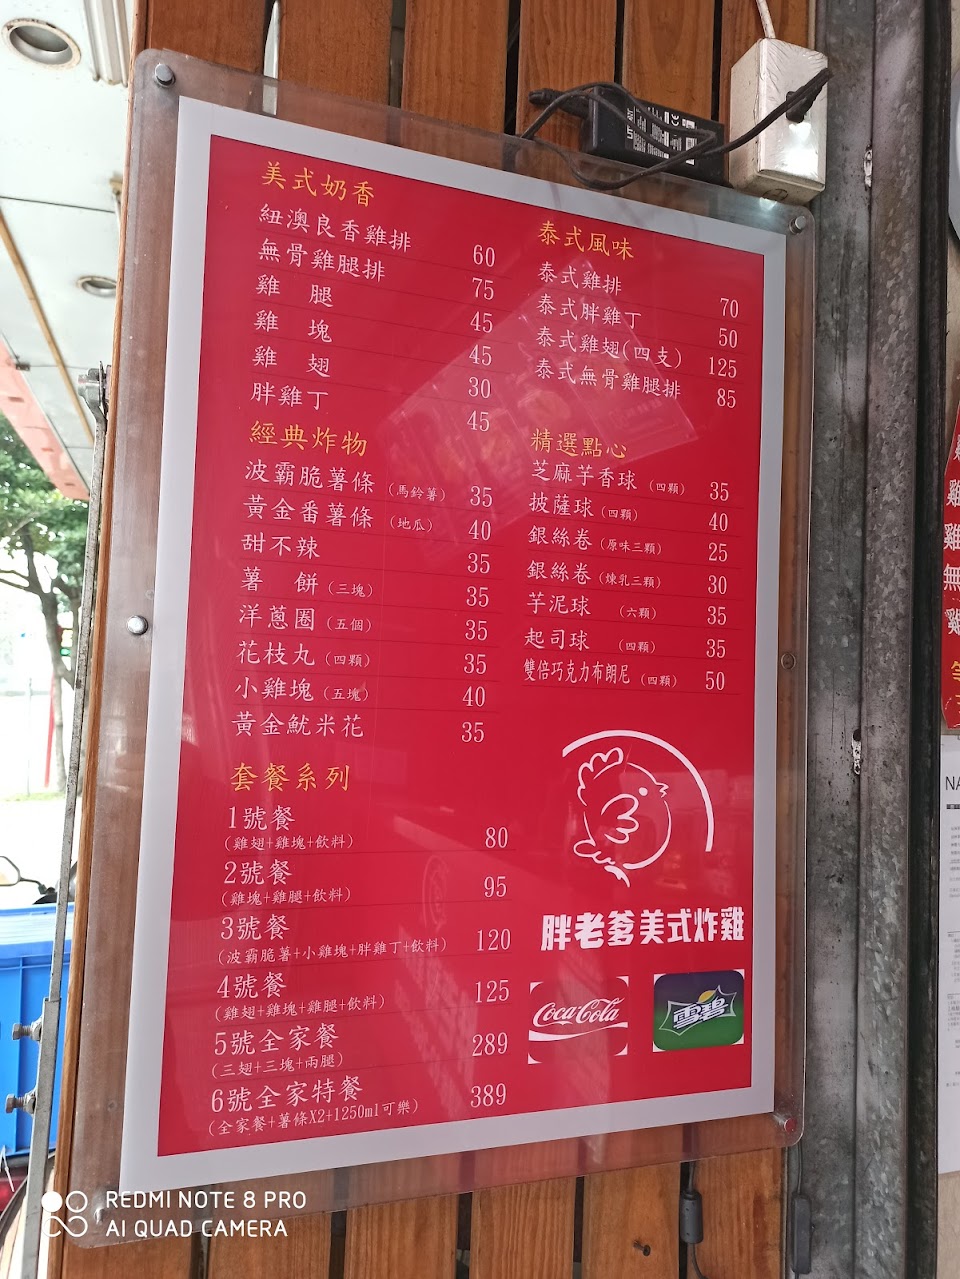 美式奶香
紐澳良香雞排 60
無骨雞腿排 75
雞 腿 45
雞 塊 45
雞 翅 30
胖雞丁 45
經典炸物
波霸脆薯條(馬鈴薯) 35
黃金番薯條(地瓜) 40
甜不辣 35
薯 餅(三塊) 35
洋蔥圈(五個) 35
花枝丸(四顆) 35
小雞塊(五塊) 40
黃金魷米花 35
套餐系列
1號餐
(雞翅+雞塊+飲料) 80
2號餐
(雞塊+雞腿+飲料) 95
3號餐
(波霸脆薯+小雞塊+胖雞丁+飲料) 120
4號餐
(雞翅+雞塊+雞腿+飲料) 125
5號全家餐
(三翅+三塊+兩腿) 289
6號全家特餐
(全家餐+薯條X2+1250ml可樂) 389
泰式風味
泰式雞排 70
泰式胖雞丁 50
泰式雞翅(四支) 125
泰式無骨雞腿排 85
精選點心
芝麻芋香球(四顆) 35
披薩球(四顆) 40
銀絲卷(原味三顆) 25
銀絲卷(煉乳三顆) 30
芋泥球(六顆) 35
起司球(四顆) 35
雙倍巧克力布朗尼(四顆) 50
胖老爹美式炸雞
Coca-Cola
雪碧
雞
雞
無
雞
NA
REDMI NOTE 8 PRO
AI QUAD CAMERA